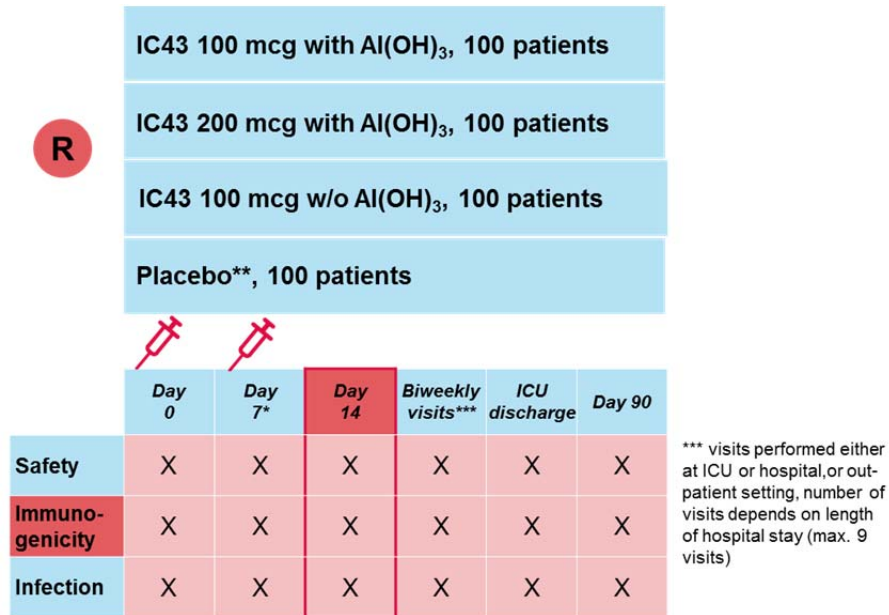 IC43 100 mcg with Al(OH)₃, 100 patients
IC43 200 mcg with Al(OH)₃, 100 patients
R
IC43 100 mcg w/o Al(OH)₃, 100 patients
Placebo**, 100 patients
Day 0 Day 7* Day 14 Biweekly visits*** ICU discharge Day 90
Safety X X X X X X
Immuno-
genicity X X X X X X
Infection X X X X X X
*** visits performed either
at ICU or hospital,or out-
patient setting, number of
visits depends on length
of hospital stay (max. 9
visits)